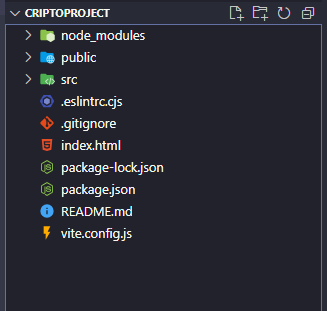 CRIPTOPROJECT
node_modules
public
src
.eslintrc.cjs
.gitignore
index.html
package-lock.json
package.json
README.md
vite.config.js